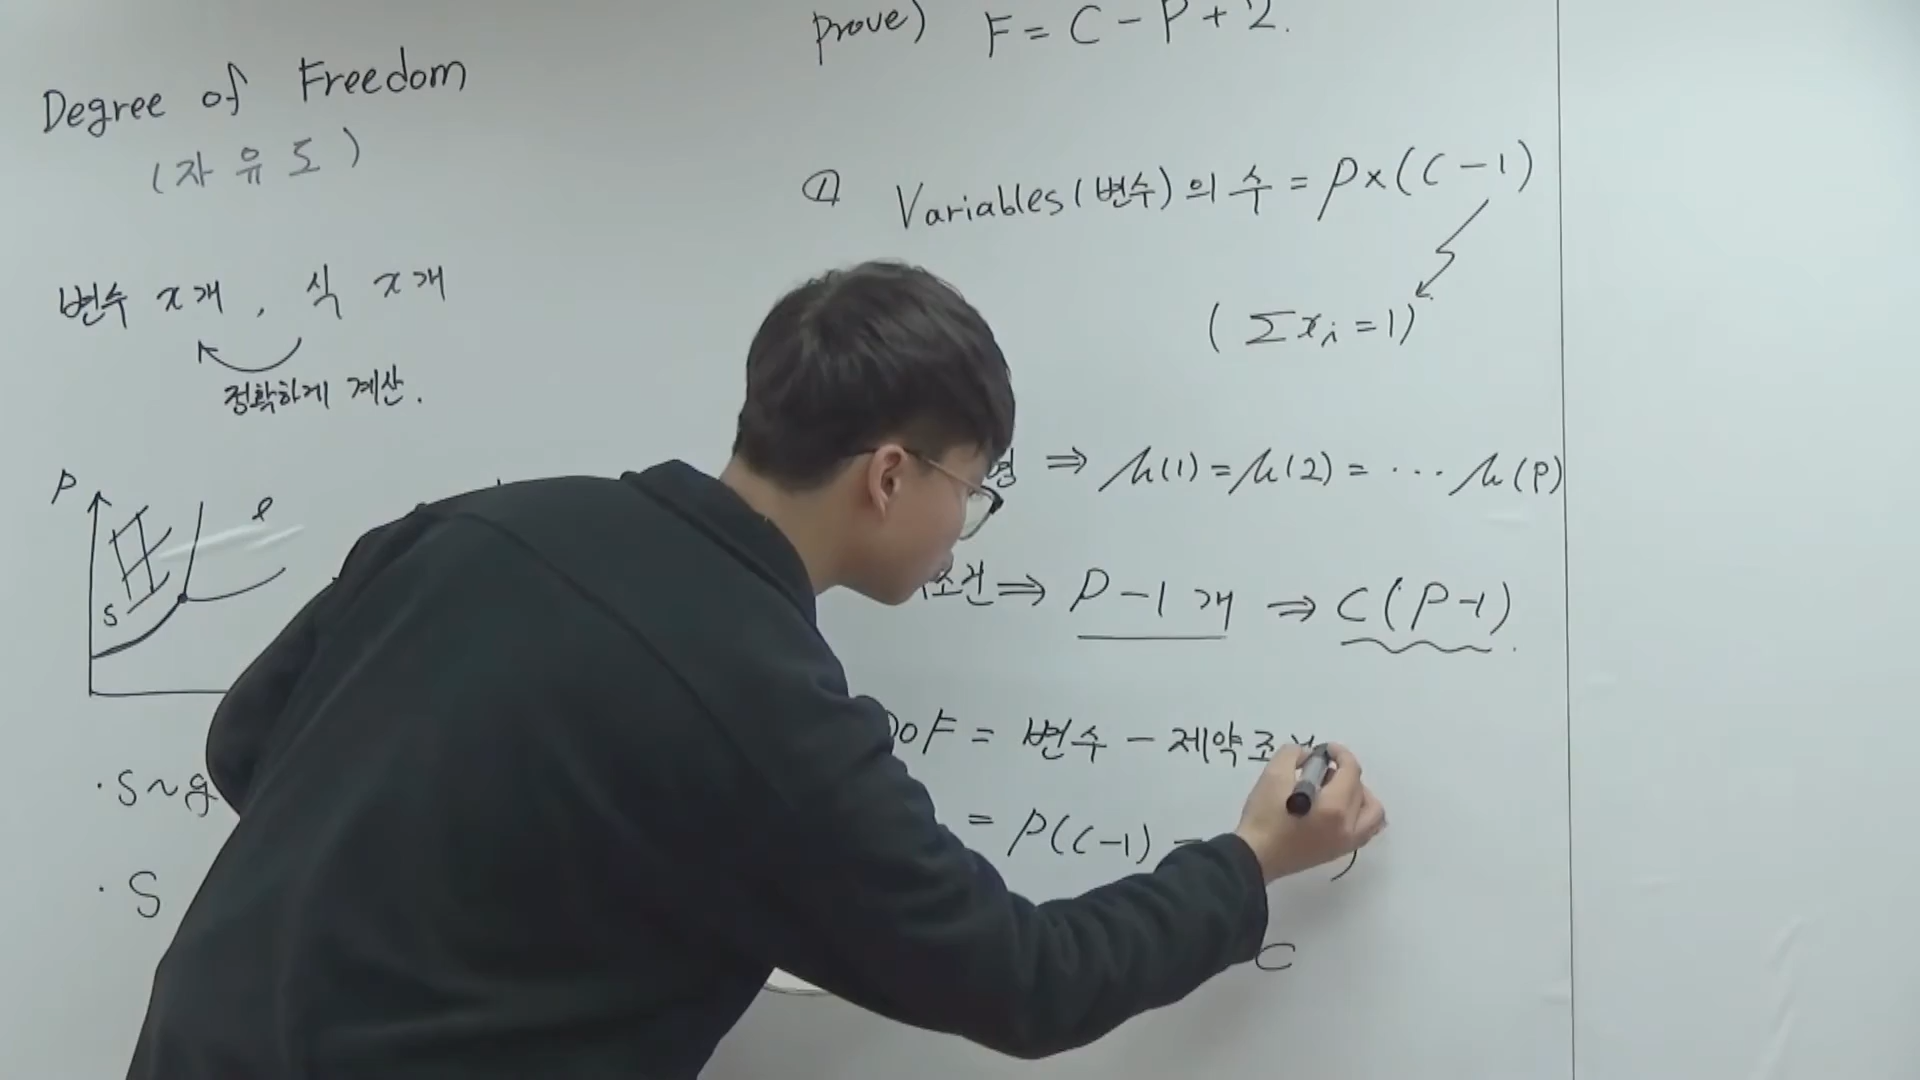 Degree of Freedom
(자유도)
변수 x개, 식 x개
정확하게 계산.
P
l
S
· S~
· S
prove) F = C - P + 2.
① Variables(변수)의 수 = P×(C-1)
(Σxᵢ=1)
⇒ μ(1) = μ(2) = ··· μ(P)
조건 ⇒ P-1개 ⇒ C(P-1).
DoF = 변수 - 제약조
= P(C-1) -
C